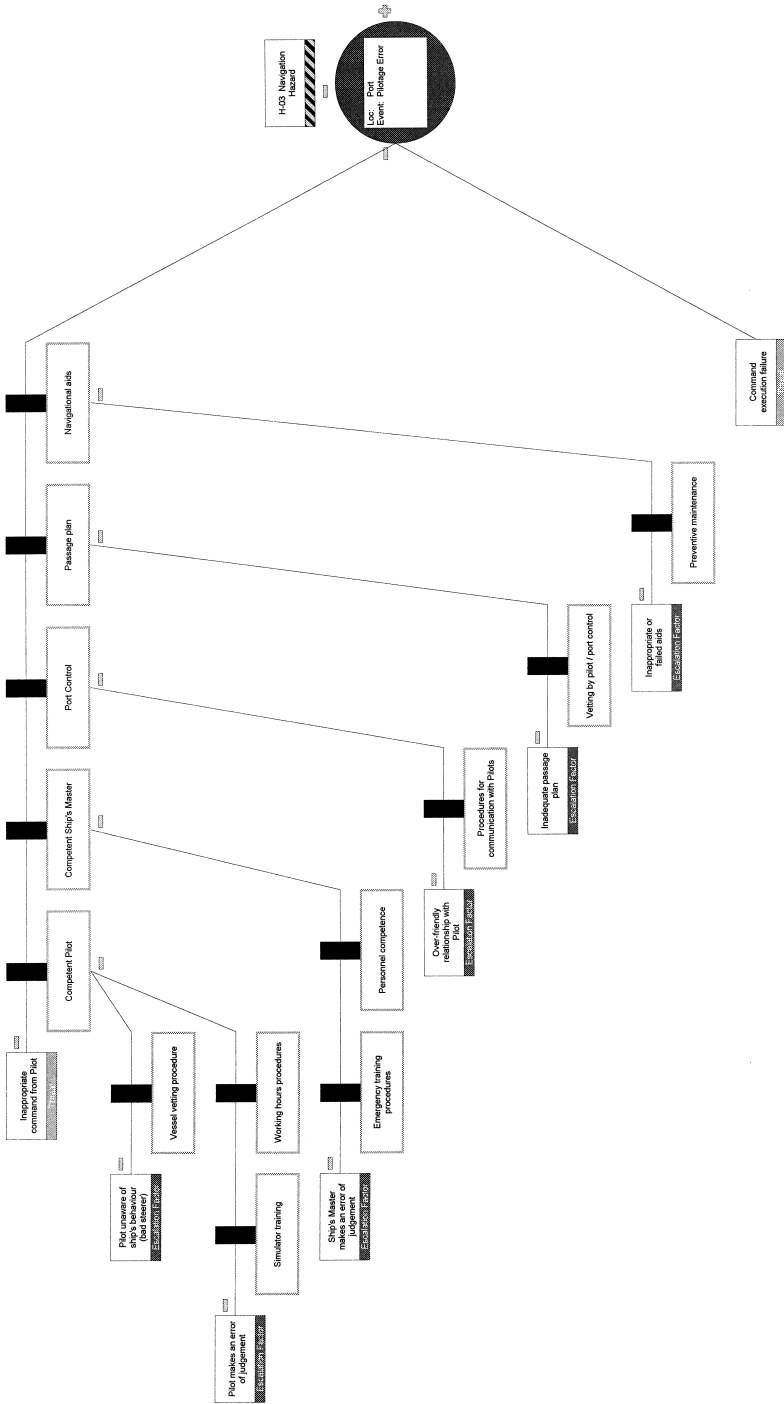 H-03 Navigation
Hazard
Loc: Port
Event: Pilotage Error
Inappropriate
command from Pilot
Threat
Competent Pilot
Competent Ship's Master
Port Control
Passage plan
Navigational aids
Pilot unaware of
ship's behaviour
(bad steerer)
Escalation Factor
Vessel vetting procedure
Pilot makes an error
of judgement
Escalation Factor
Simulator training
Working hours procedures
Ship's Master
makes an error of
judgement
Escalation Factor
Emergency training
procedures
Personnel competence
Over-friendly
relationship with
Pilot
Escalation Factor
Procedures for
communication with Pilots
Inadequate passage
plan
Escalation Factor
Vetting by pilot / port control
Inappropriate or
failed aids
Escalation Factor
Preventive maintenance
Command
execution failure